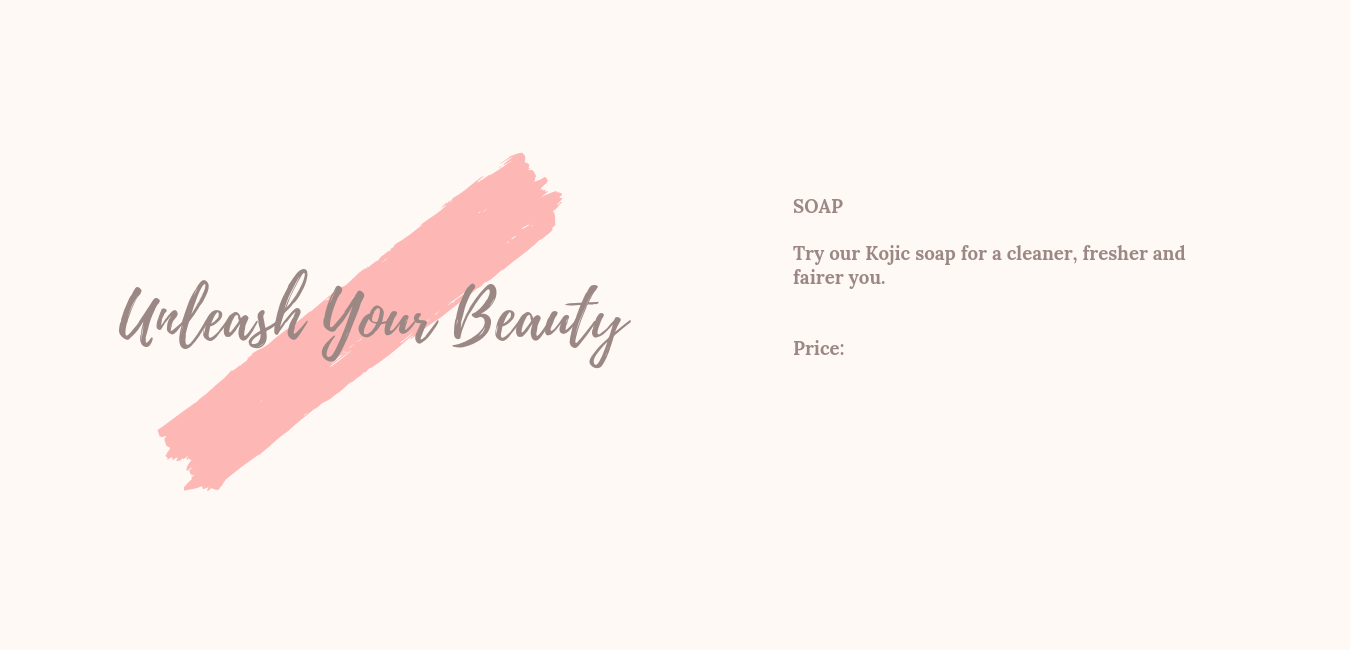 Unleash Your Beauty
SOAP
Try our Kojic soap for a cleaner, fresher and
fairer you.
Price: